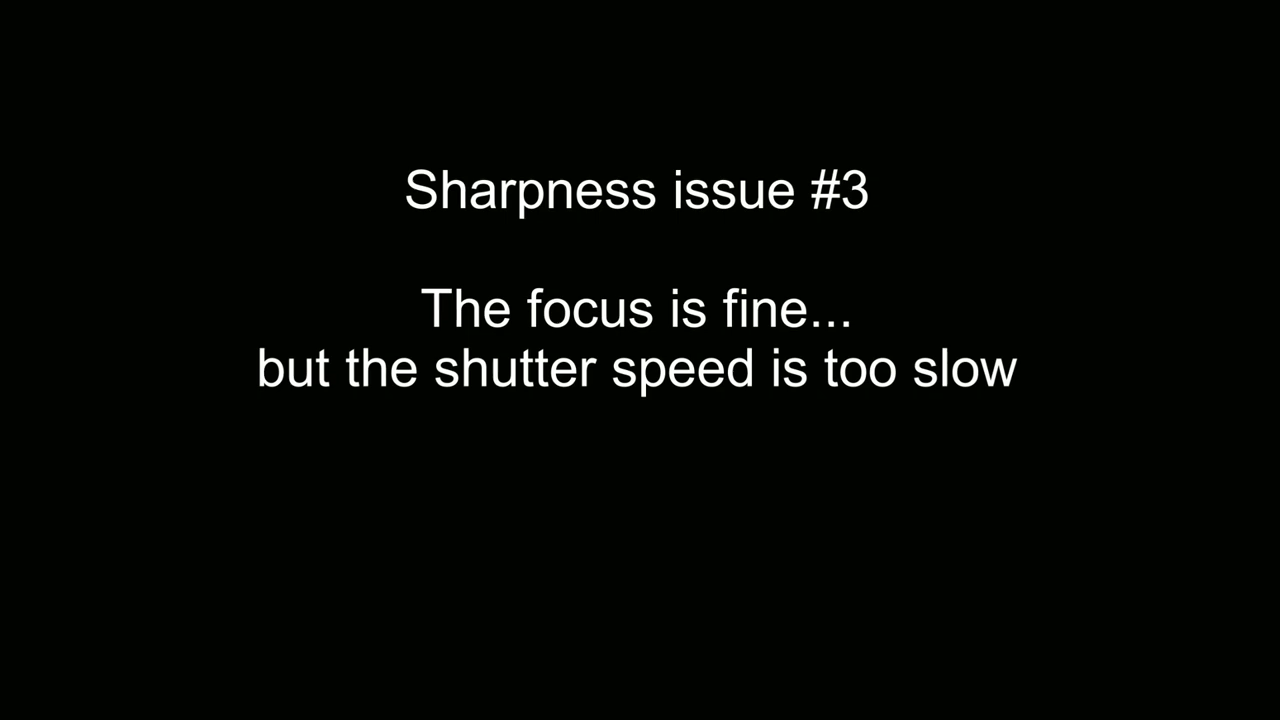 Sharpness issue #3
The focus is fine...
but the shutter speed is too slow